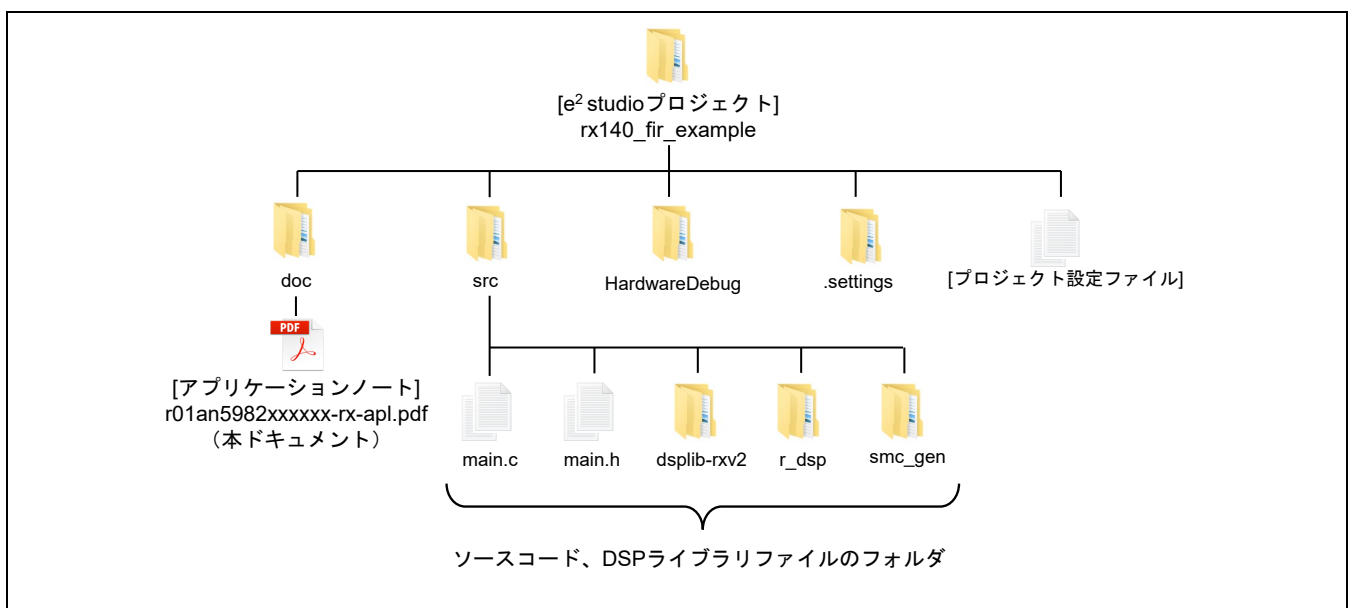 [e² studioプロジェクト]
rx140_fir_example
doc
src
HardwareDebug
.settings
[プロジェクト設定ファイル]
PDF
[アプリケーションノート]
r01an5982xxxxxx-rx-apl.pdf
（本ドキュメント）
main.c
main.h
dsplib-rxv2
r_dsp
smc_gen
ソースコード、DSPライブラリファイルのフォルダ